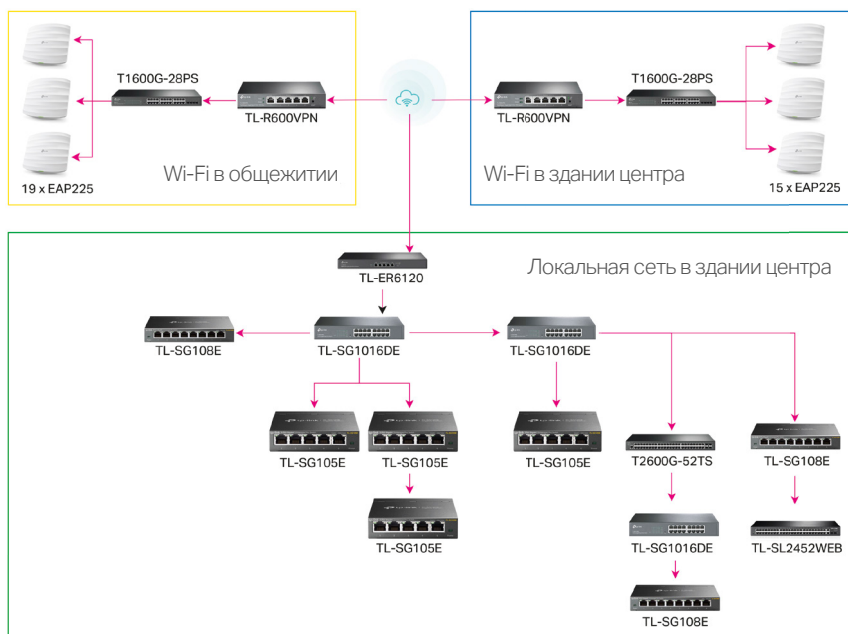 T1600G-28PS
TL-R600VPN
19 x EAP225
Wi-Fi в общежитии
TL-R600VPN
T1600G-28PS
15 x EAP225
Wi-Fi в здании центра
TL-ER6120
Локальная сеть в здании центра
TL-SG108E
TL-SG1016DE
TL-SG1016DE
TL-SG105E
TL-SG105E
TL-SG105E
T2600G-52TS
TL-SG108E
TL-SG105E
TL-SG1016DE
TL-SL2452WEB
TL-SG108E